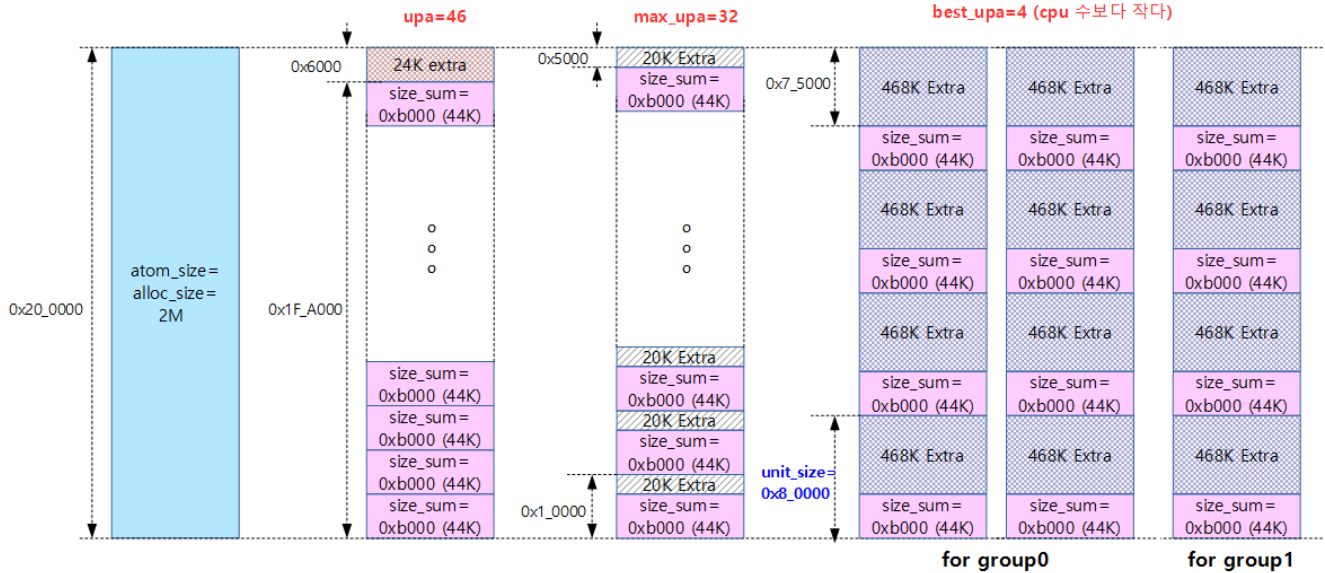 upa=46
max_upa=32
best_upa=4 (cpu 수보다 작다)
0x20_0000
atom_size=
alloc_size=
2M
0x6000
0x1F_A000
24K extra
size_sum=
0xb000 (44K)
o
o
o
size_sum=
0xb000 (44K)
size_sum=
0xb000 (44K)
size_sum=
0xb000 (44K)
size_sum=
0xb000 (44K)
0x5000
0x1_0000
20K Extra
size_sum=
0xb000 (44K)
o
o
o
20K Extra
size_sum=
0xb000 (44K)
20K Extra
size_sum=
0xb000 (44K)
20K Extra
size_sum=
0xb000 (44K)
0x7_5000
unit_size=
0x8_0000
468K Extra
size_sum=
0xb000 (44K)
468K Extra
size_sum=
0xb000 (44K)
468K Extra
size_sum=
0xb000 (44K)
468K Extra
size_sum=
0xb000 (44K)
468K Extra
size_sum=
0xb000 (44K)
468K Extra
size_sum=
0xb000 (44K)
468K Extra
size_sum=
0xb000 (44K)
468K Extra
size_sum=
0xb000 (44K)
for group0
468K Extra
size_sum=
0xb000 (44K)
468K Extra
size_sum=
0xb000 (44K)
468K Extra
size_sum=
0xb000 (44K)
468K Extra
size_sum=
0xb000 (44K)
for group1